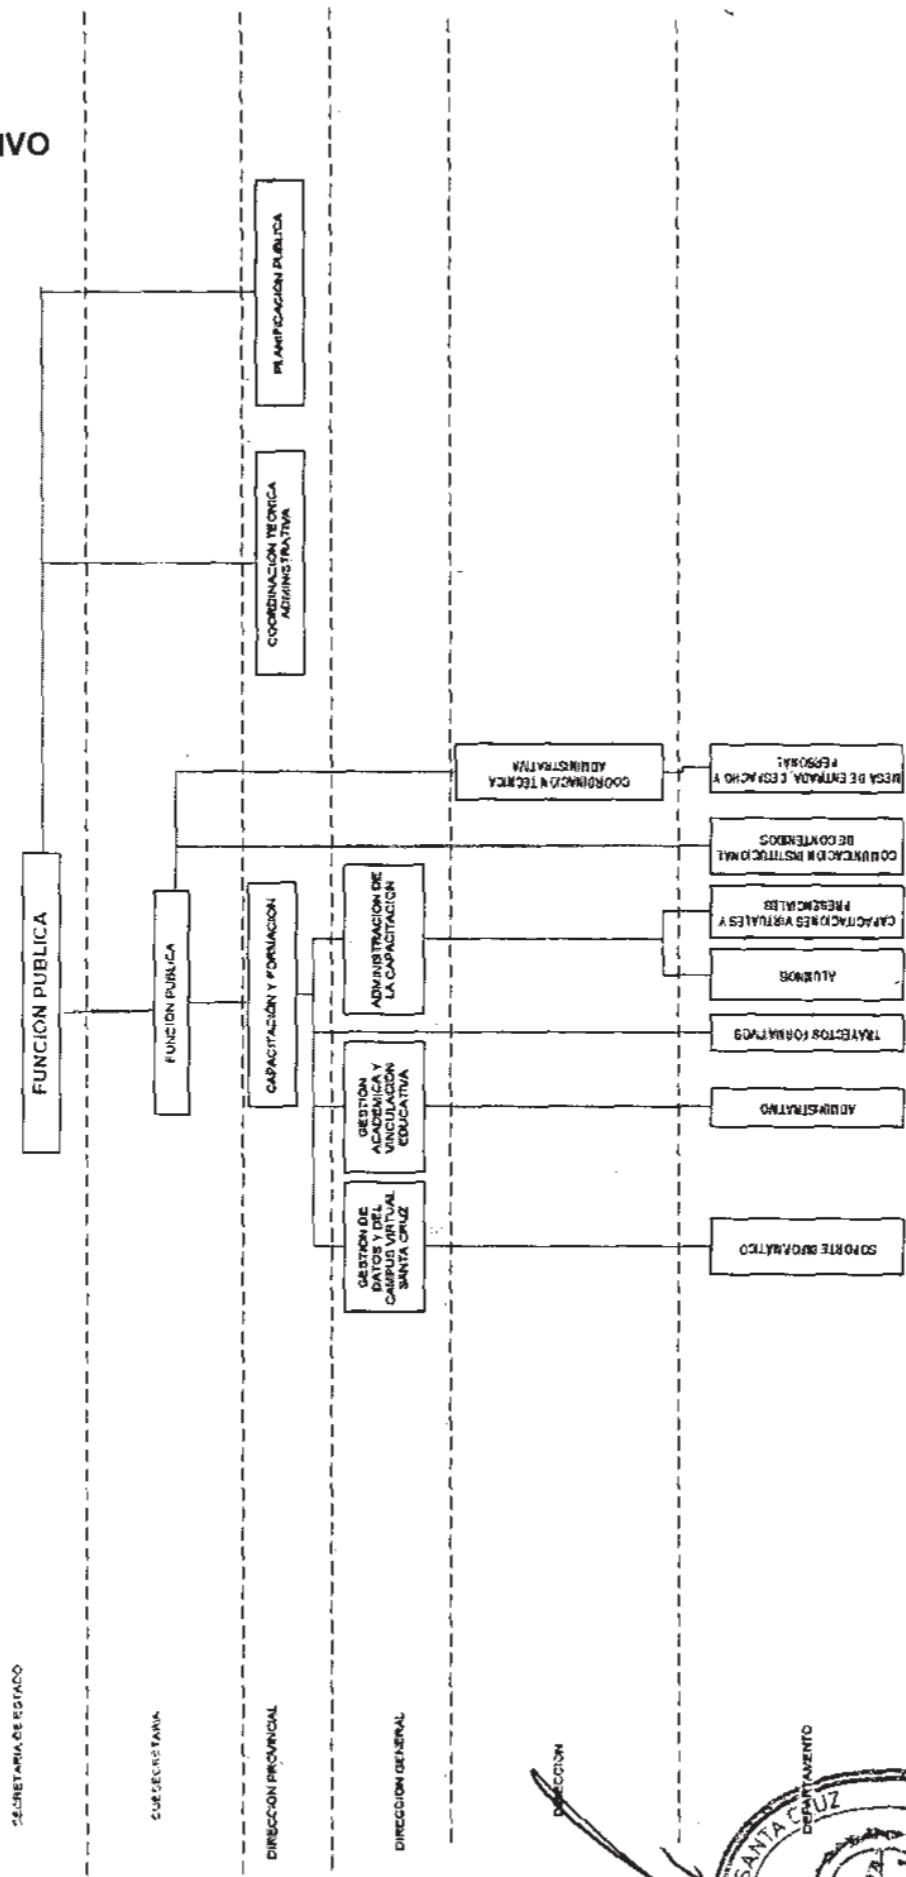 IVO
SECRETARIA DE ESTADO
FUNCION PUBLICA
SUBSECRETARIA
FUNCION PUBLICA
DIRECCION PROVINCIAL
CAPACITACIÓN Y FORMACION
COORDINACION TECNICA
ADMINISTRATIVA
PLANIFICACION PUBLICA
DIRECCION GENERAL
GESTION DE
DATOS Y DEL
CAMPUS VIRTUAL
SANTA CRUZ
GESTION
ACADEMICA Y
VINCULACION
EDUCATIVA
ADMINISTRACION DE
LA CAPACITACION
DIRECCION
COORDINACION TÉCNICA
ADMINISTRATIVA
DEPARTAMENTO
SOPORTE INFORMÁTICO
ADMINISTRATIVO
TRAYECTOS FORMATIVOS
ALUMNOS
CAPACITACIONES VIRTUALES Y
PRESENCIALES
COMUNICACION INSTITUCIONAL
DE CONTENIDOS
MESA DE ENTRADA, DESPACHO Y
PERSONAL
SANTA CRUZ